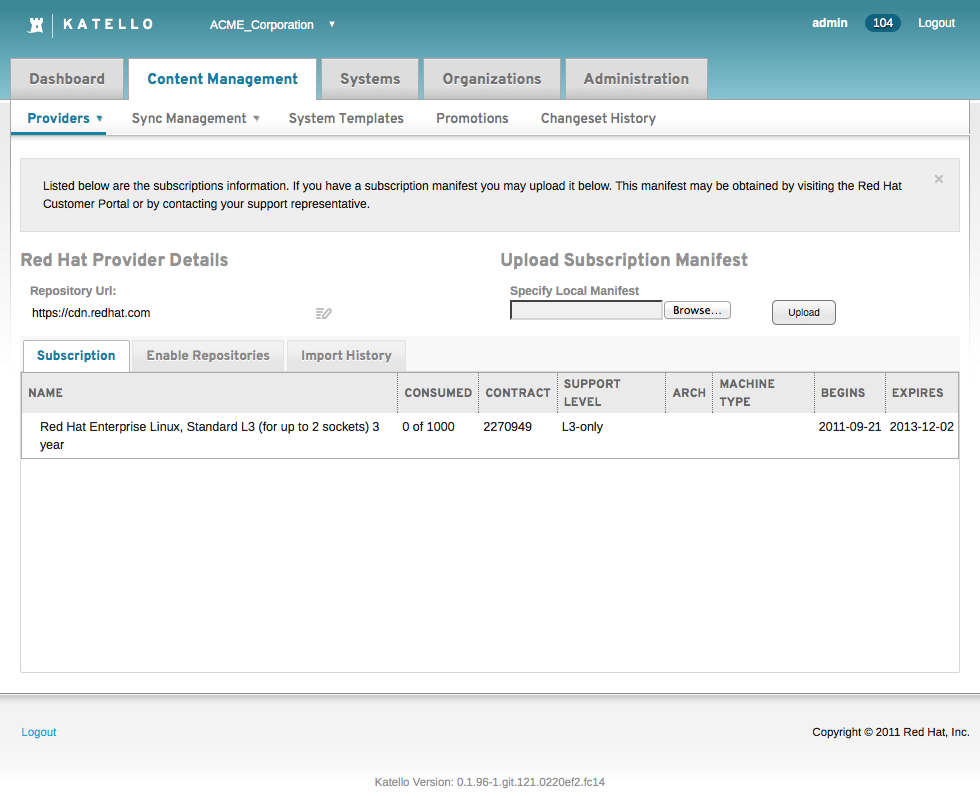 KATELLO
ACME_Corporation
admin 104 Logout
Dashboard Content Management Systems Organizations Administration
Providers Sync Management System Templates Promotions Changeset History
Listed below are the subscriptions information. If you have a subscription manifest you may upload it below. This manifest may be obtained by visiting the Red Hat
Customer Portal or by contacting your support representative.
Red Hat Provider Details
Upload Subscription Manifest
Repository Url:
https://cdn.redhat.com
Specify Local Manifest
Browse... Upload
Subscription Enable Repositories Import History
NAME CONSUMED CONTRACT SUPPORT LEVEL ARCH MACHINE TYPE BEGINS EXPIRES
Red Hat Enterprise Linux, Standard L3 (for up to 2 sockets) 3 0 of 1000 2270949 L3-only 2011-09-21 2013-12-02
year
Logout
Copyright © 2011 Red Hat, Inc.
Katello Version: 0.1.96-1.git.121.0220ef2.fc14